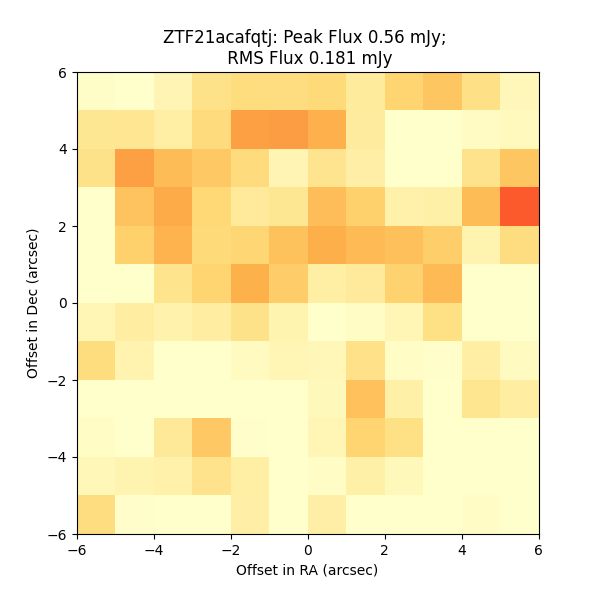 ZTF21acafqtj: Peak Flux 0.56 mJy;
RMS Flux 0.181 mJy
6
4
2
0
−2
−4
−6
Offset in Dec (arcsec)
−6 −4 −2 0 2 4 6
Offset in RA (arcsec)